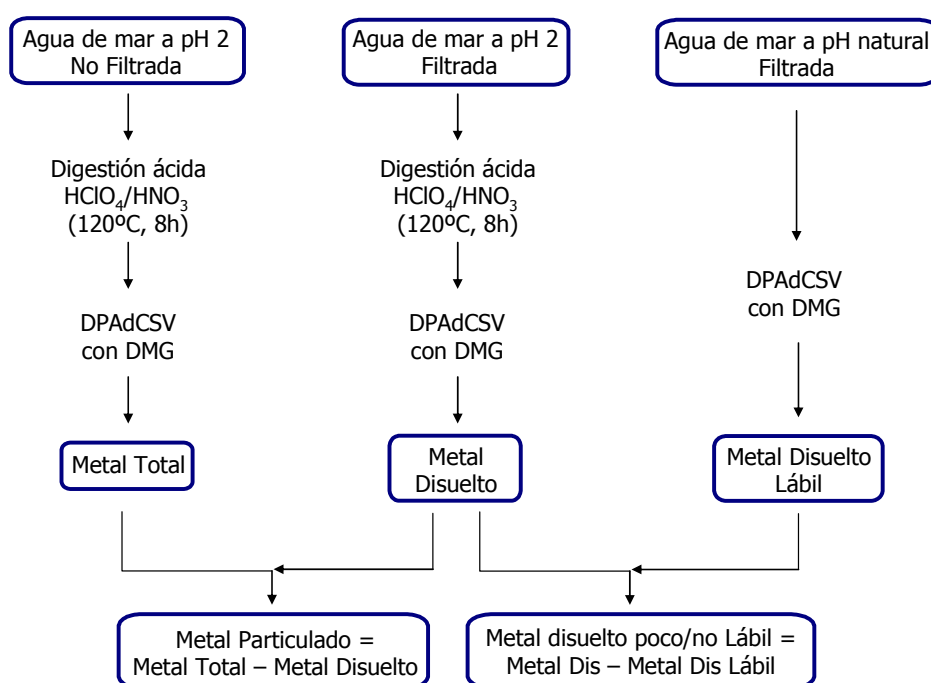 Agua de mar a pH 2
No Filtrada
Agua de mar a pH 2
Filtrada
Agua de mar a pH natural
Filtrada
Digestión ácida
HClO₄/HNO₃
(120ºC, 8h)
Digestión ácida
HClO₄/HNO₃
(120ºC, 8h)
DPAdCSV
con DMG
DPAdCSV
con DMG
DPAdCSV
con DMG
Metal Total
Metal
Disuelto
Metal Disuelto
Lábil
Metal Particulado =
Metal Total – Metal Disuelto
Metal disuelto poco/no Lábil =
Metal Dis – Metal Dis Lábil